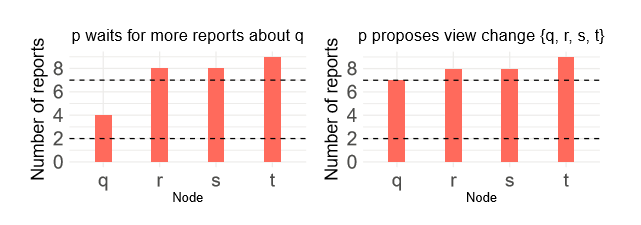 p waits for more reports about q
Number of reports
8
6
4
2
0
q r s t
Node
p proposes view change {q, r, s, t}
Number of reports
8
6
4
2
0
q r s t
Node